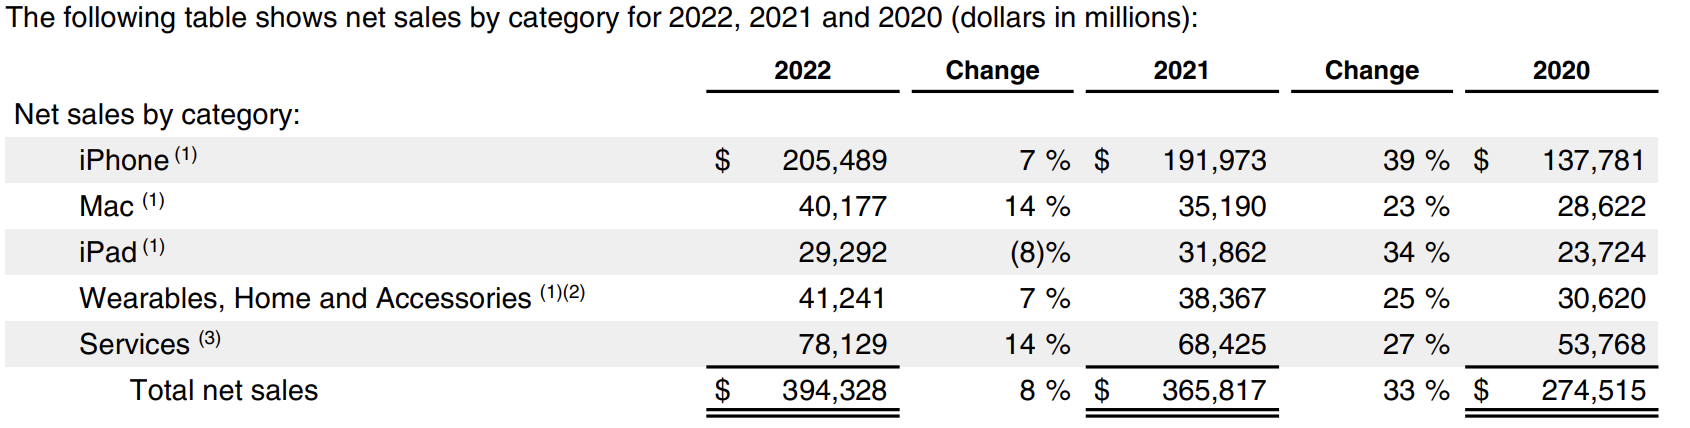 The following table shows net sales by category for 2022, 2021 and 2020 (dollars in millions):
2022 Change 2021 Change 2020
Net sales by category:
iPhone (1) $ 205,489 7 % $ 191,973 39 % $ 137,781
Mac (1) 40,177 14 % 35,190 23 % 28,622
iPad (1) 29,292 (8)% 31,862 34 % 23,724
Wearables, Home and Accessories (1)(2) 41,241 7 % 38,367 25 % 30,620
Services (3) 78,129 14 % 68,425 27 % 53,768
Total net sales $ 394,328 8 % $ 365,817 33 % $ 274,515